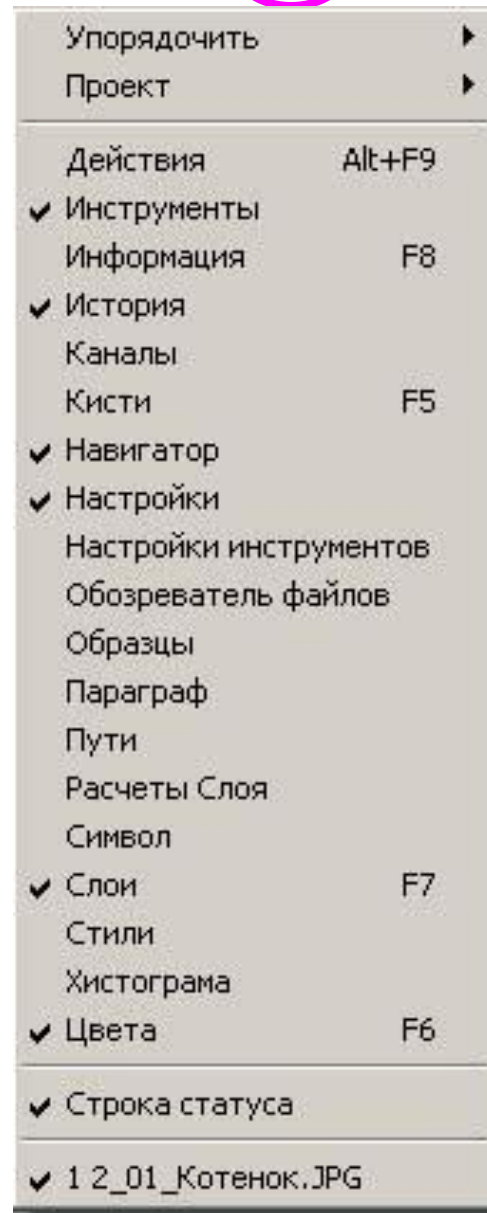 Упорядочить
Проект
Действия Alt+F9
Инструменты
Информация F8
История
Каналы
Кисти F5
Навигатор
Настройки
Настройки инструментов
Обозреватель файлов
Образцы
Параграф
Пути
Расчеты Слоя
Символ
Слои F7
Стили
Хистограма
Цвета F6
Строка статуса
1 2_01_Котенок.JPG